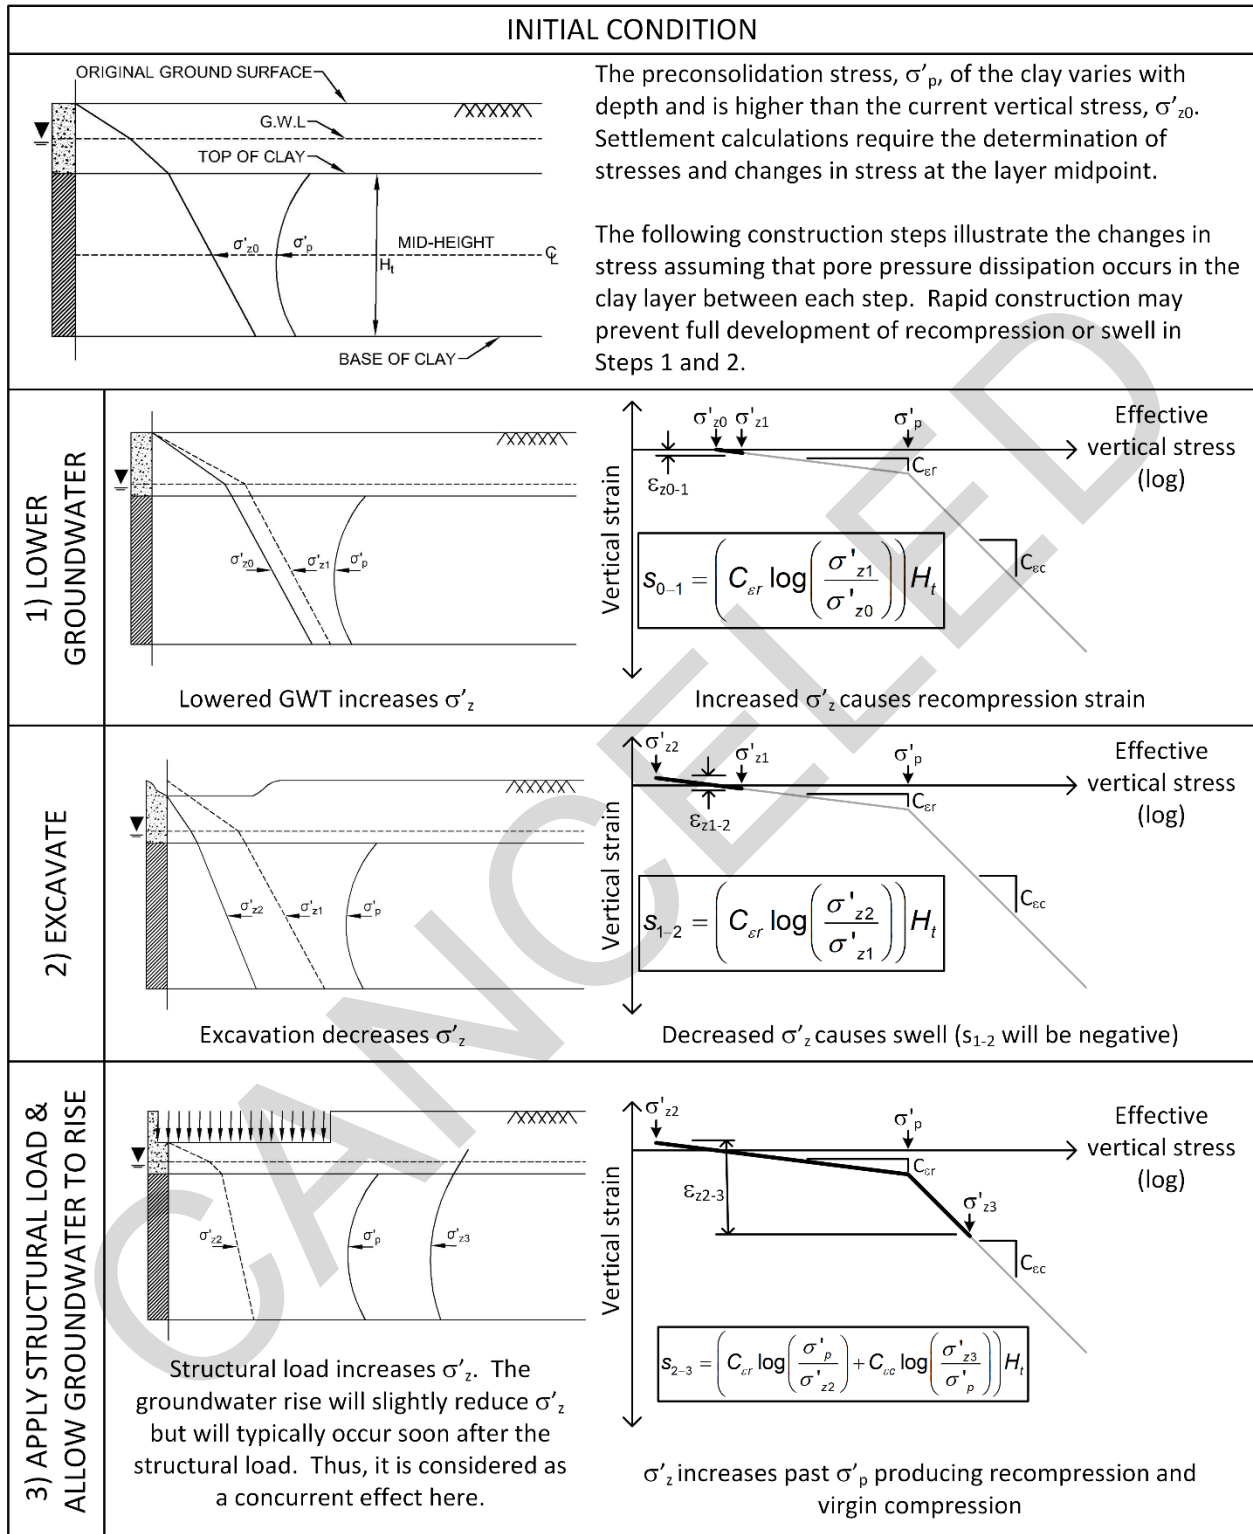 INITIAL CONDITION
ORIGINAL GROUND SURFACE
G.W.L
TOP OF CLAY
σ'z0
σ'p
MID-HEIGHT
Ht
℄
BASE OF CLAY
The preconsolidation stress, σ'p, of the clay varies with
depth and is higher than the current vertical stress, σ'z0.
Settlement calculations require the determination of
stresses and changes in stress at the layer midpoint.
The following construction steps illustrate the changes in
stress assuming that pore pressure dissipation occurs in the
clay layer between each step. Rapid construction may
prevent full development of recompression or swell in
Steps 1 and 2.
1) LOWER
GROUNDWATER
σ'z0
σ'z1
σ'p
Lowered GWT increases σ'z
Vertical strain
σ'z0 σ'z1
σ'p
Effective
vertical stress
(log)
Cεr
εz0-1
Cεc
s0–1 = (Cεr log(σ'z1 / σ'z0)) Ht
Increased σ'z causes recompression strain
2) EXCAVATE
σ'z2
σ'z1
σ'p
Excavation decreases σ'z
Vertical strain
σ'z2
σ'z1
σ'p
Effective
vertical stress
(log)
Cεr
εz1-2
Cεc
s1–2 = (Cεr log(σ'z2 / σ'z1)) Ht
Decreased σ'z causes swell (s1-2 will be negative)
3) APPLY STRUCTURAL LOAD &
ALLOW GROUNDWATER TO RISE
σ'z2
σ'p
σ'z3
Structural load increases σ'z. The
groundwater rise will slightly reduce σ'z
but will typically occur soon after the
structural load. Thus, it is considered as
a concurrent effect here.
Vertical strain
σ'z2
σ'p
Effective
vertical stress
(log)
Cεr
εz2-3
σ'z3
Cεc
s2–3 = (Cεr log(σ'p / σ'z2) + Cεc log(σ'z3 / σ'p)) Ht
σ'z increases past σ'p producing recompression and
virgin compression
CANCELED